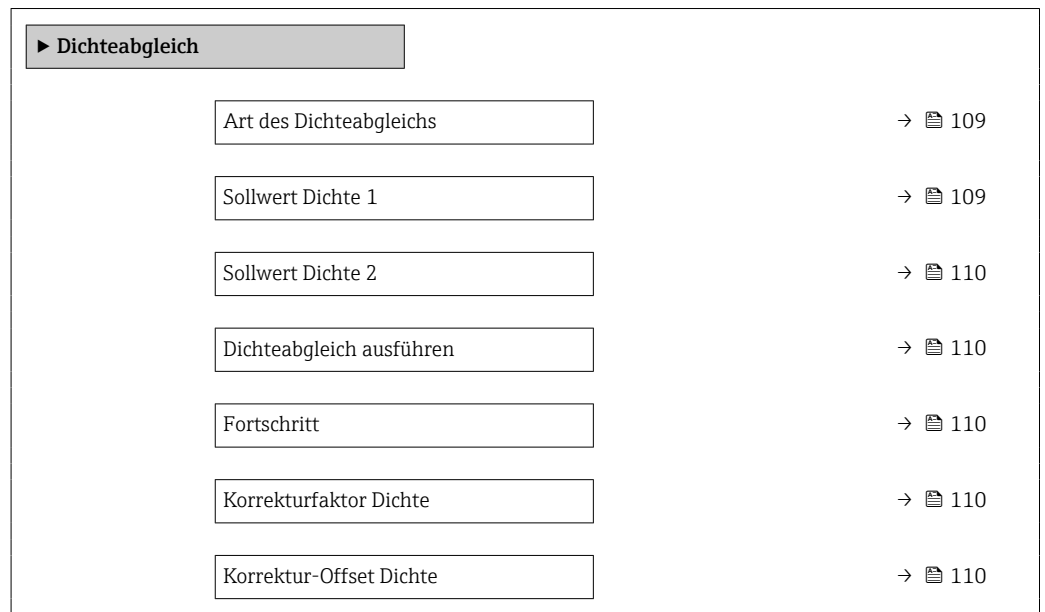 ▶ Dichteabgleich
Art des Dichteabgleichs → 109
Sollwert Dichte 1 → 109
Sollwert Dichte 2 → 110
Dichteabgleich ausführen → 110
Fortschritt → 110
Korrekturfaktor Dichte → 110
Korrektur-Offset Dichte → 110